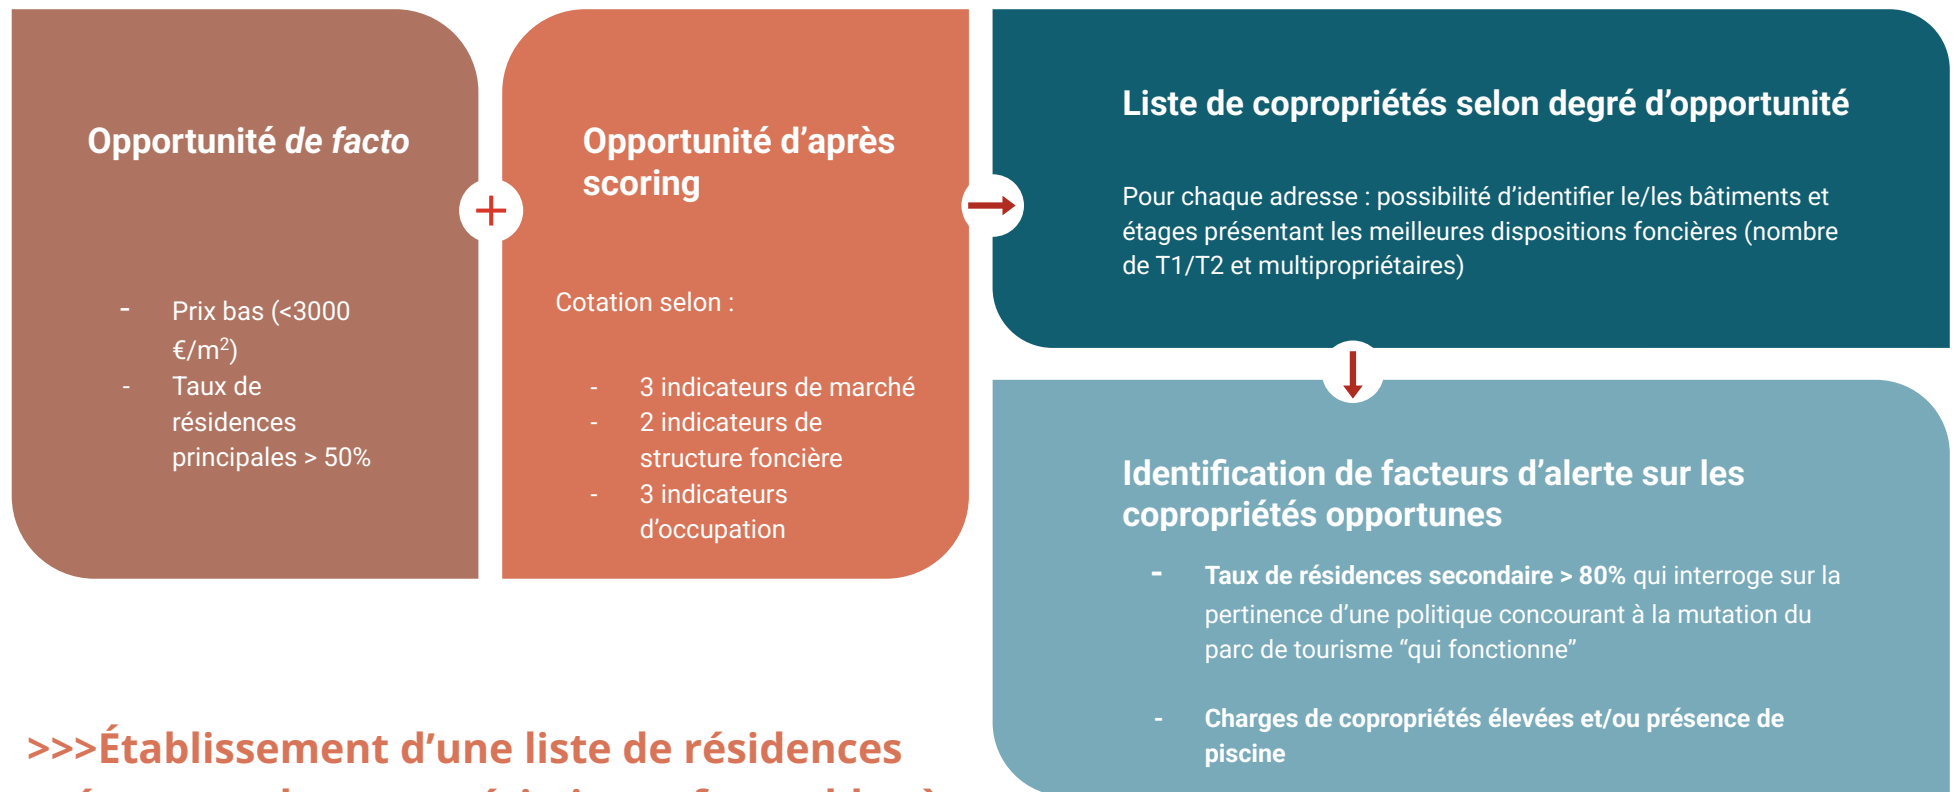 Opportunité de facto
- Prix bas (<3000
€/m²)
- Taux de
résidences
principales > 50%
+
Opportunité d’après
scoring
Cotation selon :
- 3 indicateurs de marché
- 2 indicateurs de
structure foncière
- 3 indicateurs
d’occupation
Liste de copropriétés selon degré d’opportunité
Pour chaque adresse : possibilité d’identifier le/les bâtiments et
étages présentant les meilleures dispositions foncières (nombre
de T1/T2 et multipropriétaires)
Identification de facteurs d’alerte sur les
copropriétés opportunes
- Taux de résidences secondaire > 80% qui interroge sur la
pertinence d’une politique concourant à la mutation du
parc de tourisme “qui fonctionne”
- Charges de copropriétés élevées et/ou présence de
piscine
>>>Établissement d’une liste de résidences